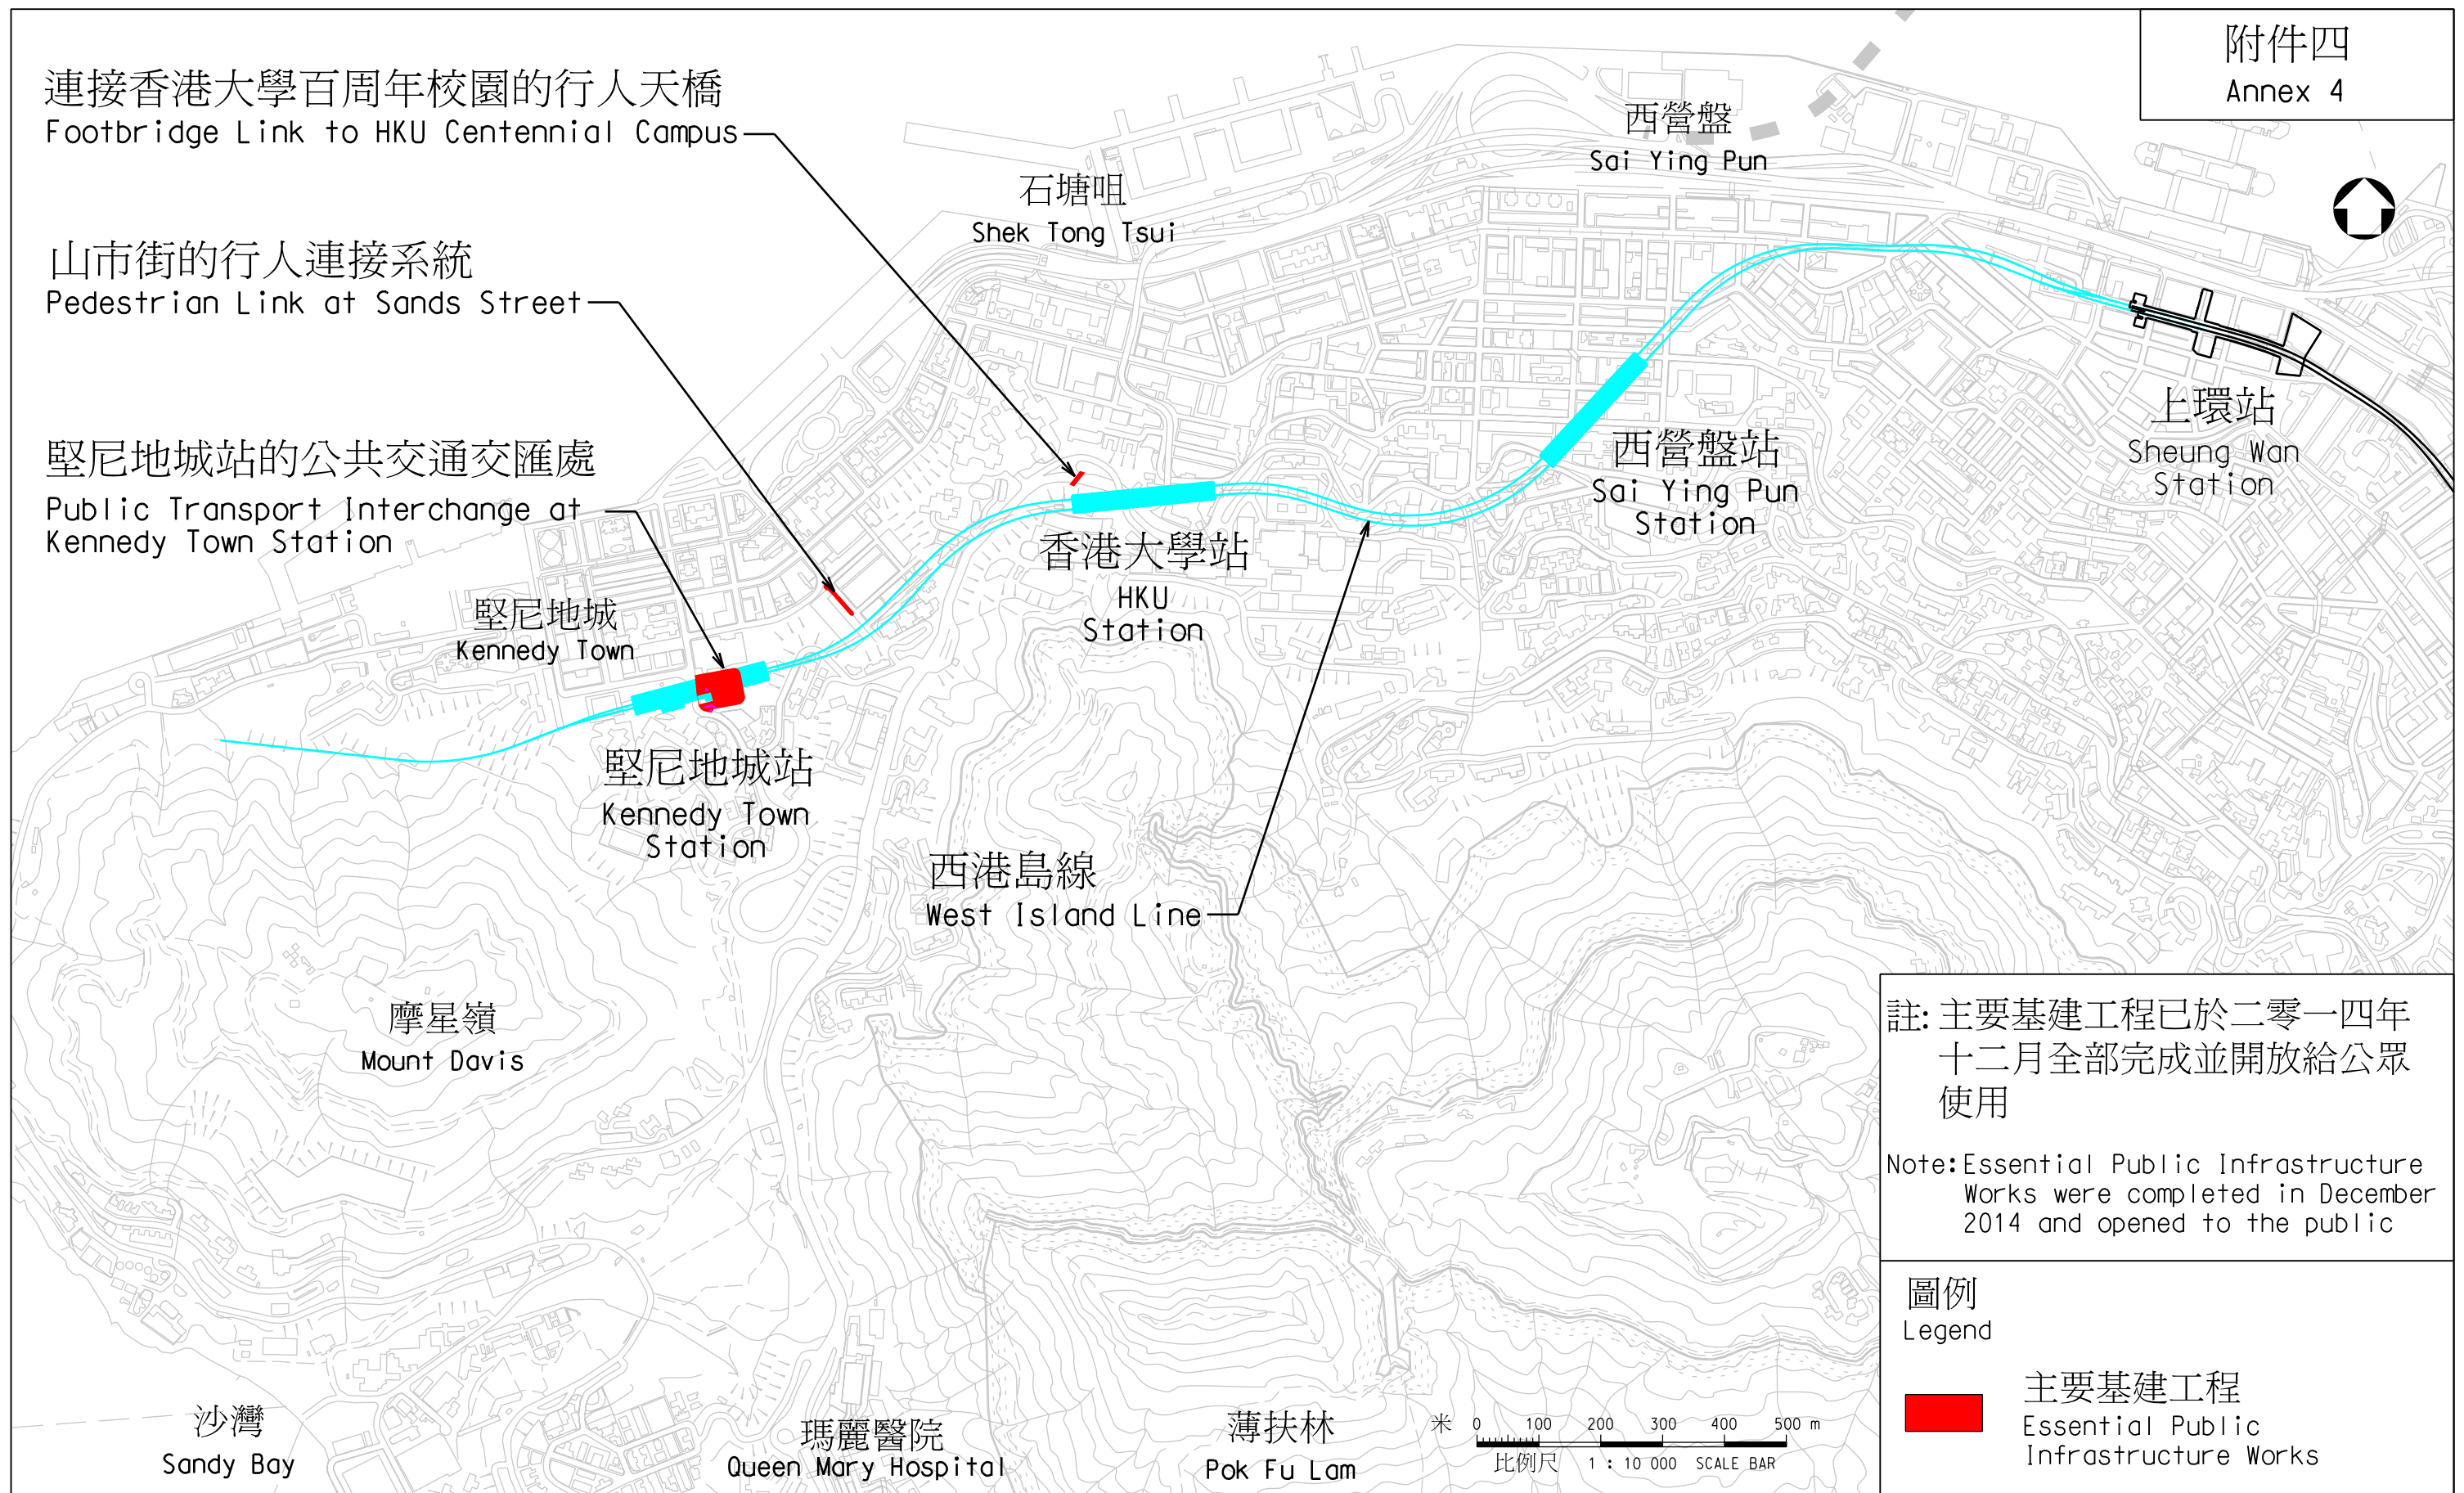 附件四
Annex 4
連接香港大學百周年校園的行人天橋
Footbridge Link to HKU Centennial Campus
西營盤
Sai Ying Pun
石塘咀
Shek Tong Tsui
山市街的行人連接系統
Pedestrian Link at Sands Street
上環站
Sheung Wan
Station
堅尼地城站的公共交通交匯處
Public Transport Interchange at
Kennedy Town Station
西營盤站
Sai Ying Pun
Station
香港大學站
HKU
Station
堅尼地城
Kennedy Town
堅尼地城站
Kennedy Town
Station
西港島線
West Island Line
摩星嶺
Mount Davis
註: 主要基建工程已於二零一四年
十二月全部完成並開放給公眾
使用
Note: Essential Public Infrastructure
Works were completed in December
2014 and opened to the public
圖例
Legend
主要基建工程
Essential Public
Infrastructure Works
沙灣
Sandy Bay
瑪麗醫院
Queen Mary Hospital
薄扶林
Pok Fu Lam
米 0 100 200 300 400 500 m
比例尺 1 : 10 000 SCALE BAR